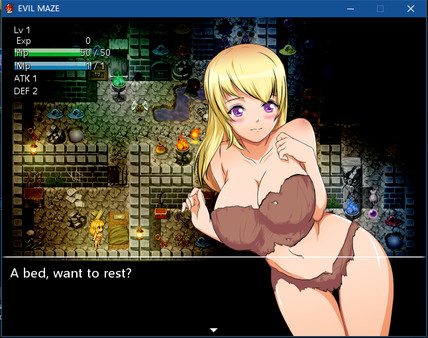 EVIL MAZE
Lv 1
Exp 0
Hp 50 / 50
Mp 1 / 1
ATK 1
DEF 2
A bed, want to rest?